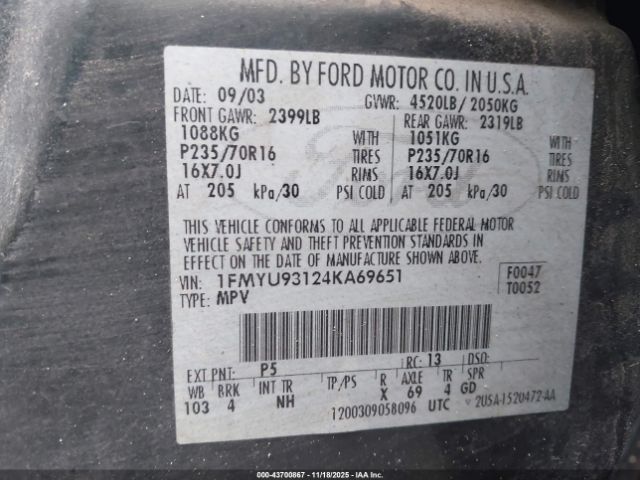 MFD. BY FORD MOTOR CO. IN U.S.A.
DATE: 09/03 GVWR: 4520LB/ 2050KG
FRONT GAWR: 2399LB REAR GAWR: 2319LB
1088KG WITH 1051KG WITH
P235/70R16 TIRES P235/70R16 TIRES
16X7.0J RIMS 16X7.0J RIMS
AT 205 kPa/30 PSI COLD AT 205 kPa/30 PSI COLD
THIS VEHICLE CONFORMS TO ALL APPLICABLE FEDERAL MOTOR
VEHICLE SAFETY AND THEFT PREVENTION STANDARDS IN
EFFECT ON THE DATE OF MANUFACTURE SHOWN ABOVE.
VIN: 1FMYU93124KA69651 F0047
TYPE: MPV T0052
EXT PNT: P5 RC: 13 DSO:
WB BRK INT TR TP/PS R AXLE TR SPR
103 4 NH X 69 4 GD
1200309058096 UTC 2U5A-1520472-AA
000-43700867 | 11/18/2025 — IAAI, Inc.